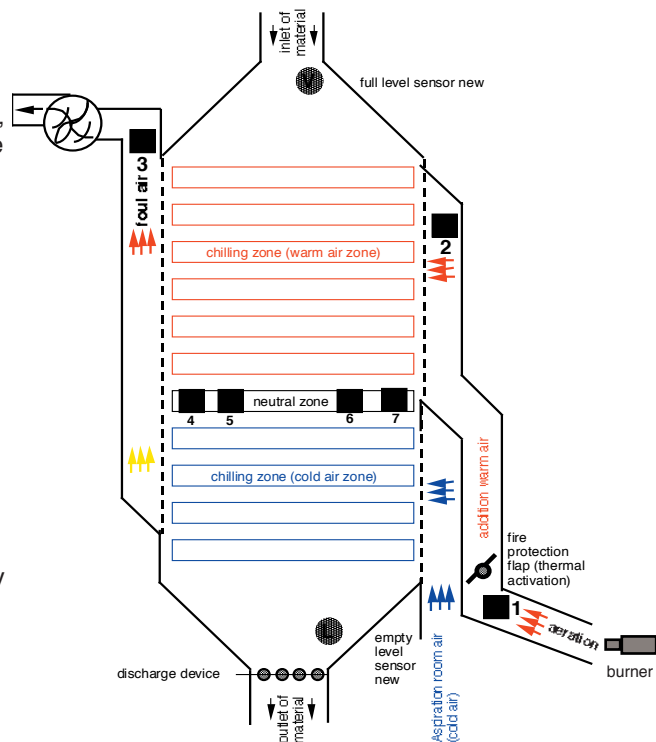 inlet of
material
V
full level sensor new
,
e
3
foul air
2
chilling zone (warm air zone)
neutral zone
4
5
6
7
chilling zone (cold air zone)
addition warm air
fire
protection
flap (thermal
activation)
y
1
aeration
L
empty
level
sensor
new
burner
discharge device
Aspiration room air
(cold air)
outlet of
material